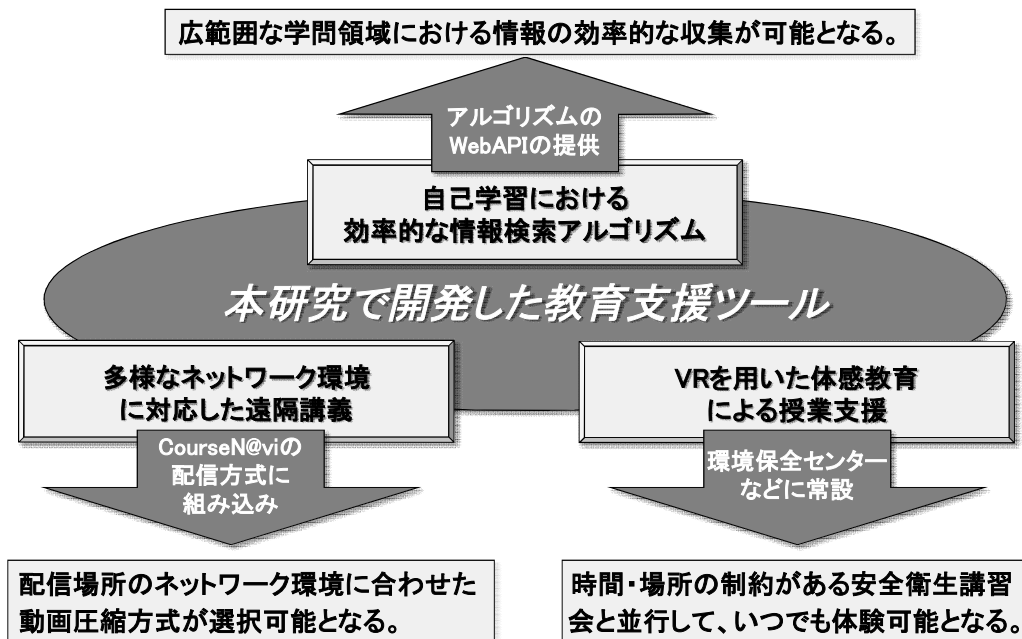 広範囲な学問領域における情報の効率的な収集が可能となる。
アルゴリズムの
WebAPIの提供
自己学習における
効率的な情報検索アルゴリズム
本研究で開発した教育支援ツール
多様なネットワーク環境
に対応した遠隔講義
VRを用いた体感教育
による授業支援
CourseN@viの
配信方式に
組み込み
環境保全センター
などに常設
配信場所のネットワーク環境に合わせた
動画圧縮方式が選択可能となる。
時間・場所の制約がある安全衛生講習
会と並行して、いつでも体験可能となる。